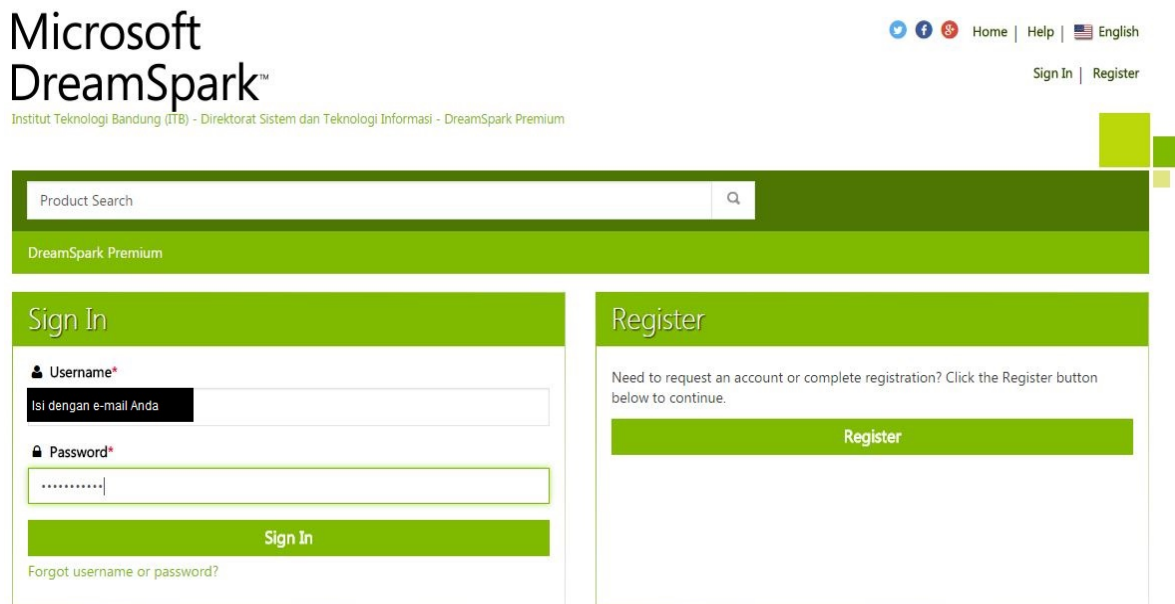 Microsoft
DreamSpark™
Home | Help | English
Sign In | Register
Institut Teknologi Bandung (ITB) - Direktorat Sistem dan Teknologi Informasi - DreamSpark Premium
Product Search
DreamSpark Premium
Sign In
Username*
Isi dengan e-mail Anda
Password*
Sign In
Forgot username or password?
Register
Need to request an account or complete registration? Click the Register button
below to continue.
Register